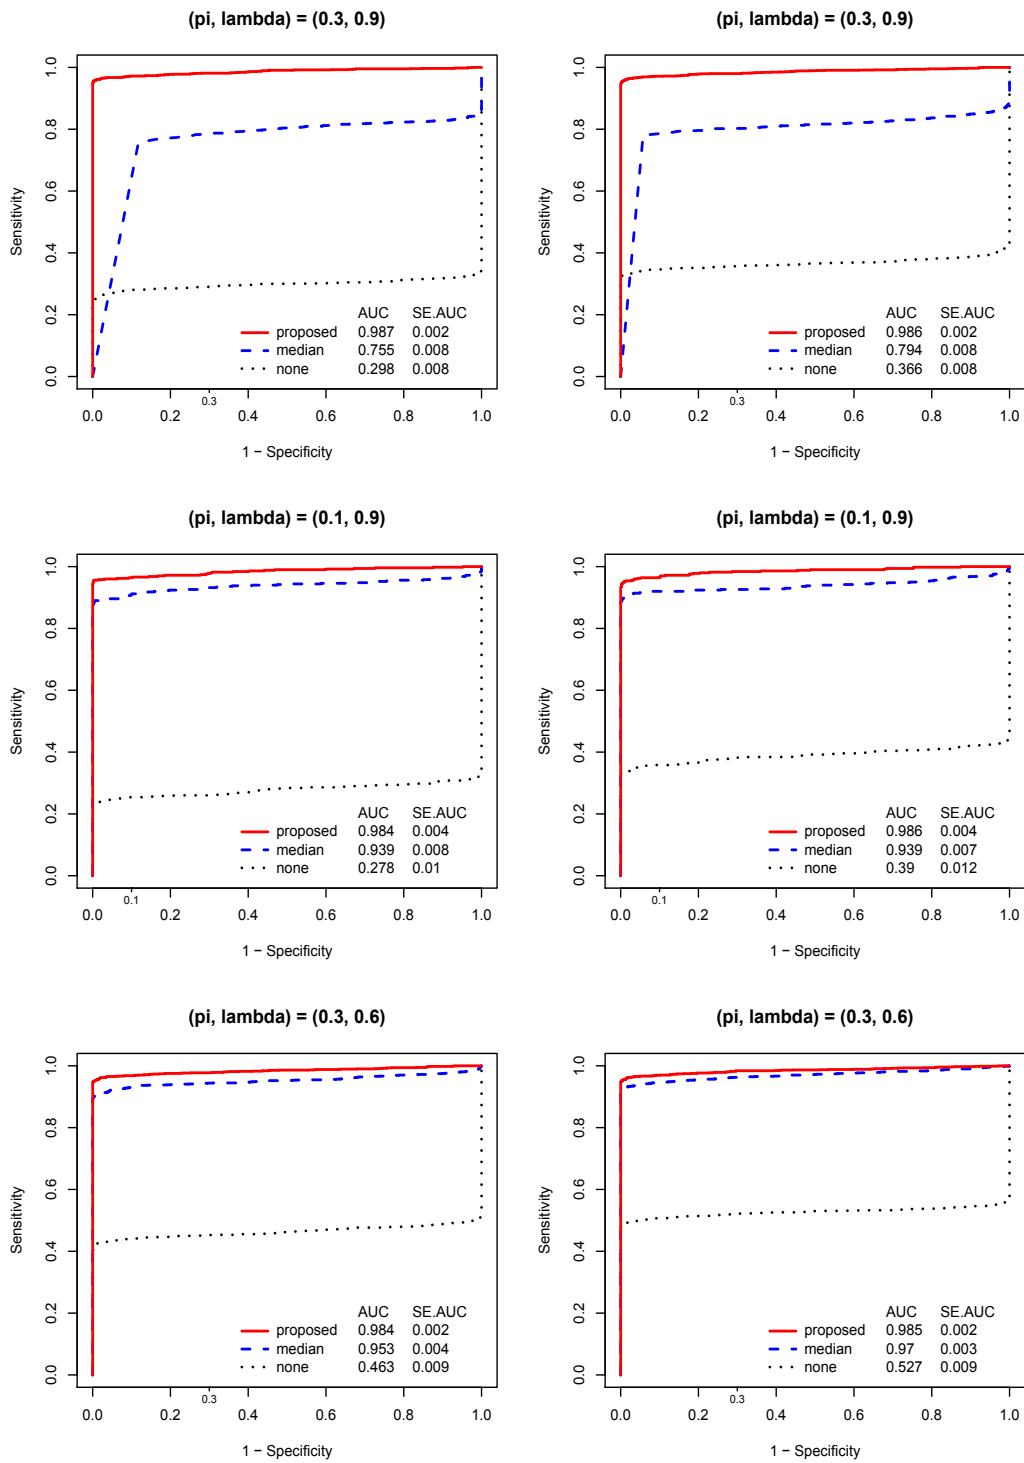 (pi, lambda) = (0.3, 0.9)
Sensitivity
1.0
0.8
0.6
0.4
0.2
0.0
AUC SE.AUC
proposed 0.987 0.002
median 0.755 0.008
none 0.298 0.008
0.3
0.0 0.2 0.4 0.6 0.8 1.0
1 − Specificity
(pi, lambda) = (0.3, 0.9)
Sensitivity
1.0
0.8
0.6
0.4
0.2
0.0
AUC SE.AUC
proposed 0.986 0.002
median 0.794 0.008
none 0.366 0.008
0.3
0.0 0.2 0.4 0.6 0.8 1.0
1 − Specificity
(pi, lambda) = (0.1, 0.9)
Sensitivity
1.0
0.8
0.6
0.4
0.2
0.0
AUC SE.AUC
proposed 0.984 0.004
median 0.939 0.008
none 0.278 0.01
0.1
0.0 0.2 0.4 0.6 0.8 1.0
1 − Specificity
(pi, lambda) = (0.1, 0.9)
Sensitivity
1.0
0.8
0.6
0.4
0.2
0.0
AUC SE.AUC
proposed 0.986 0.004
median 0.939 0.007
none 0.39 0.012
0.1
0.0 0.2 0.4 0.6 0.8 1.0
1 − Specificity
(pi, lambda) = (0.3, 0.6)
Sensitivity
1.0
0.8
0.6
0.4
0.2
0.0
AUC SE.AUC
proposed 0.984 0.002
median 0.953 0.004
none 0.463 0.009
0.3
0.0 0.2 0.4 0.6 0.8 1.0
1 − Specificity
(pi, lambda) = (0.3, 0.6)
Sensitivity
1.0
0.8
0.6
0.4
0.2
0.0
AUC SE.AUC
proposed 0.985 0.002
median 0.97 0.003
none 0.527 0.009
0.3
0.0 0.2 0.4 0.6 0.8 1.0
1 − Specificity